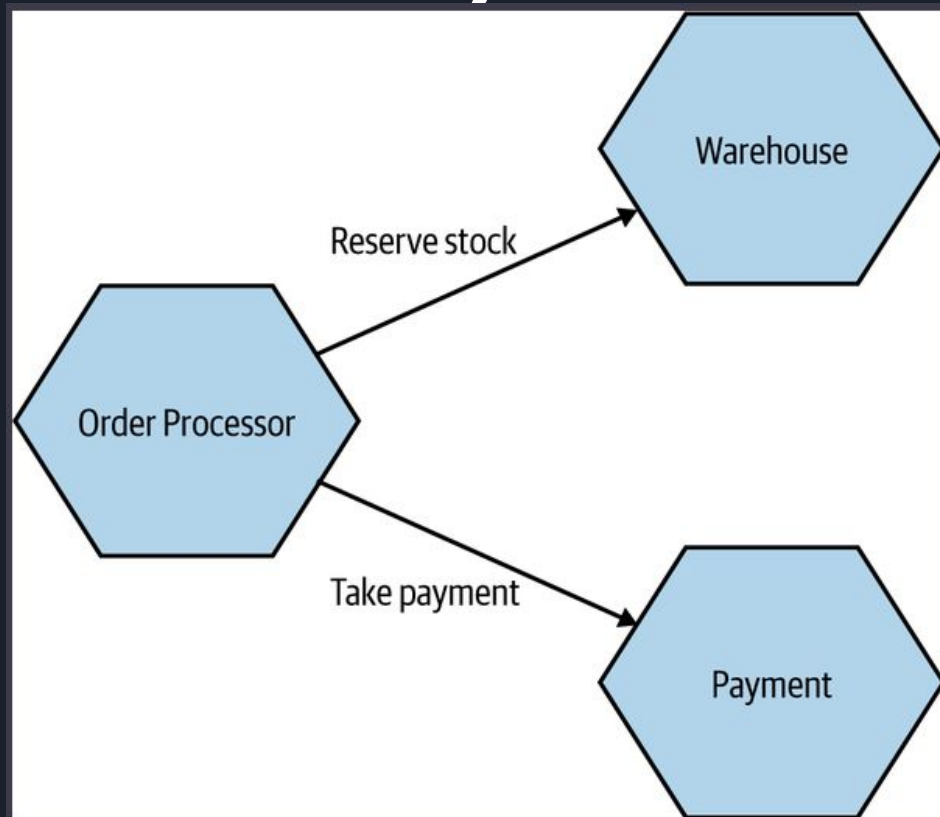 Warehouse
Reserve stock
Order Processor
Take payment
Payment